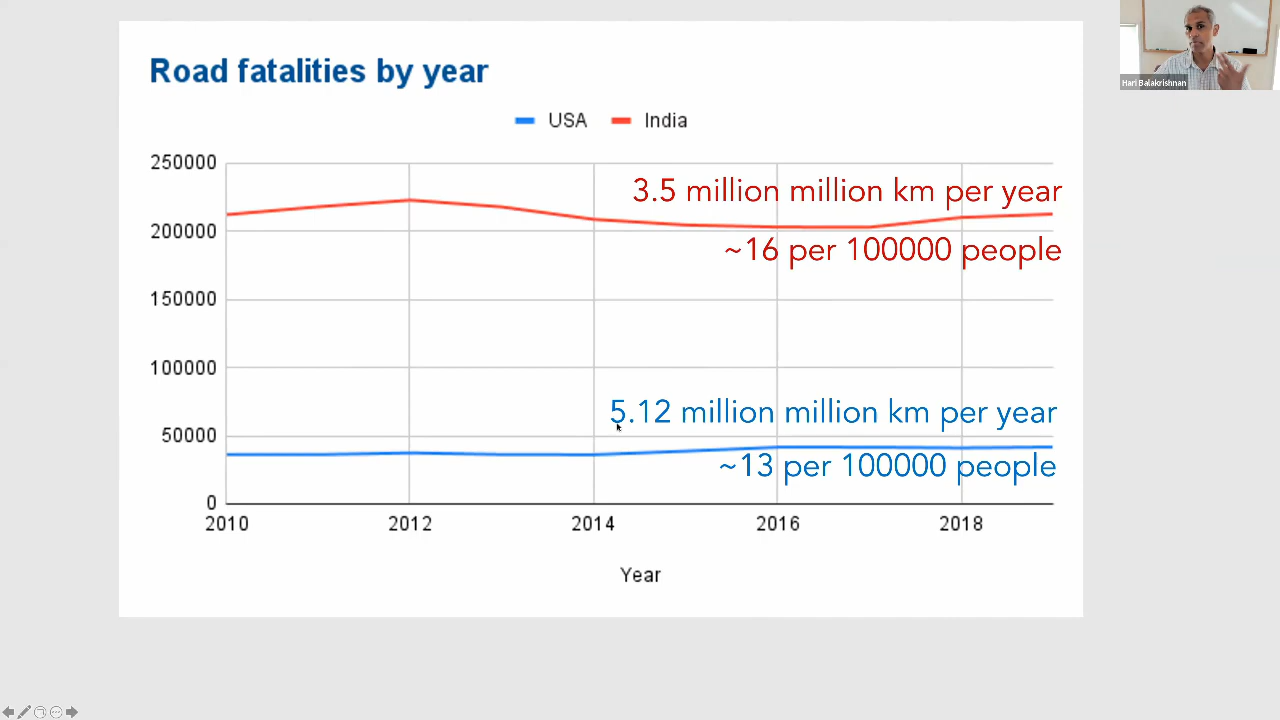 Hari Balakrishnan
Road fatalities by year
USA India
250000
3.5 million million km per year
200000
~16 per 100000 people
150000
100000
5.12 million million km per year
50000
~13 per 100000 people
0
2010 2012 2014 2016 2018
Year